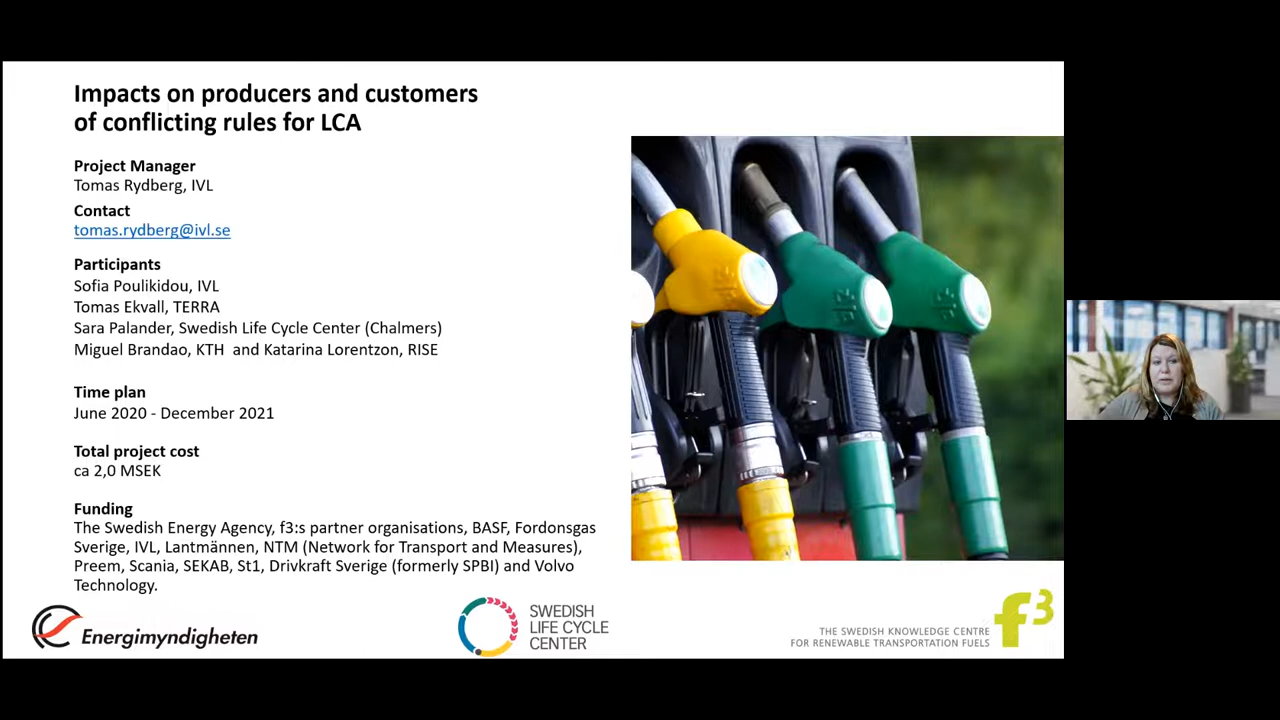 Impacts on producers and customers
of conflicting rules for LCA
Project Manager
Tomas Rydberg, IVL
Contact
tomas.rydberg@ivl.se
Participants
Sofia Poulikidou, IVL
Tomas Ekvall, TERRA
Sara Palander, Swedish Life Cycle Center (Chalmers)
Miguel Brandao, KTH and Katarina Lorentzon, RISE
Time plan
June 2020 - December 2021
Total project cost
ca 2,0 MSEK
Funding
The Swedish Energy Agency, f3:s partner organisations, BASF, Fordonsgas
Sverige, IVL, Lantmännen, NTM (Network for Transport and Measures),
Preem, Scania, SEKAB, St1, Drivkraft Sverige (formerly SPBI) and Volvo
Technology.
Energimyndigheten
SWEDISH
LIFE CYCLE
CENTER
THE SWEDISH KNOWLEDGE CENTRE
FOR RENEWABLE TRANSPORTATION FUELS
f3